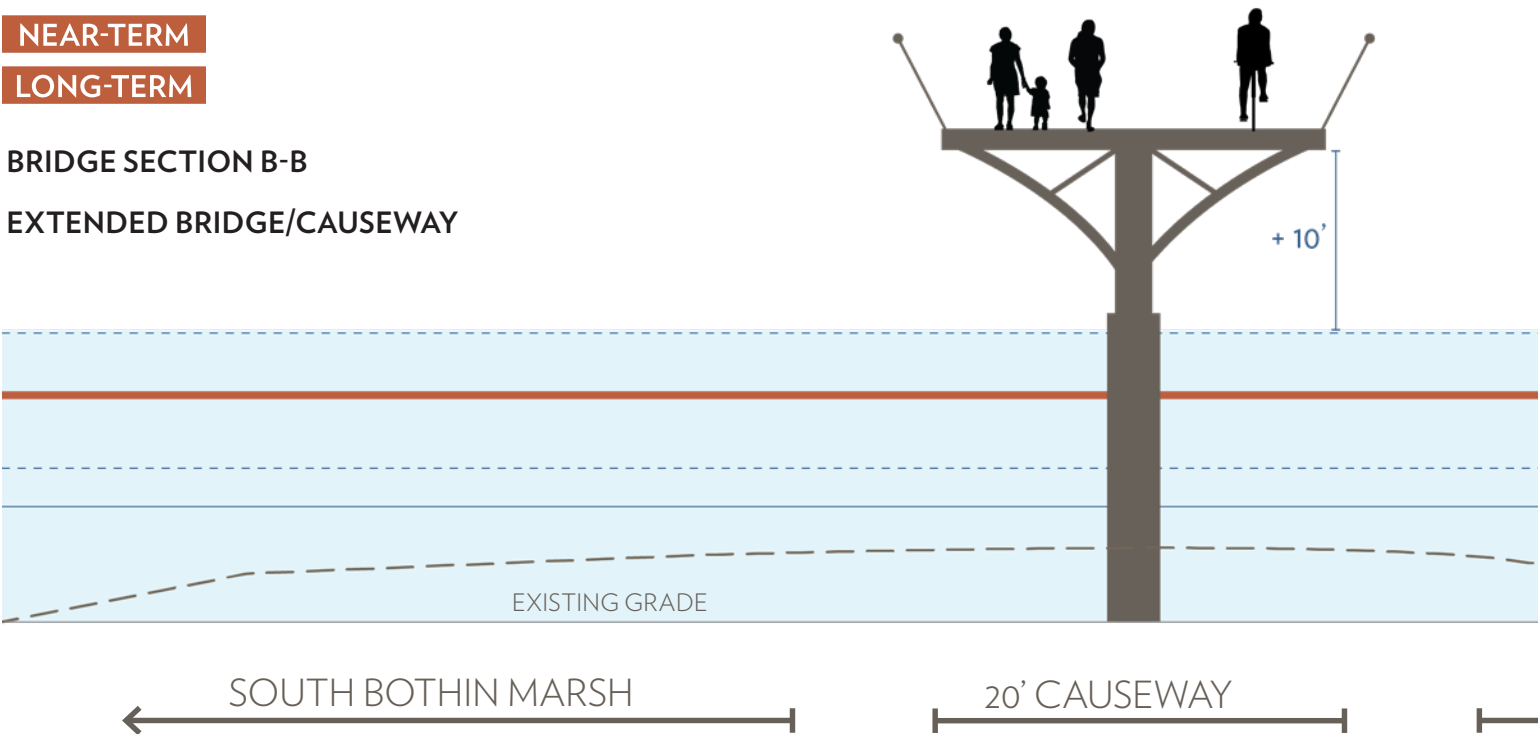 NEAR-TERM
LONG-TERM
BRIDGE SECTION B-B
EXTENDED BRIDGE/CAUSEWAY
+ 10’
EXISTING GRADE
SOUTH BOTHIN MARSH
20’ CAUSEWAY